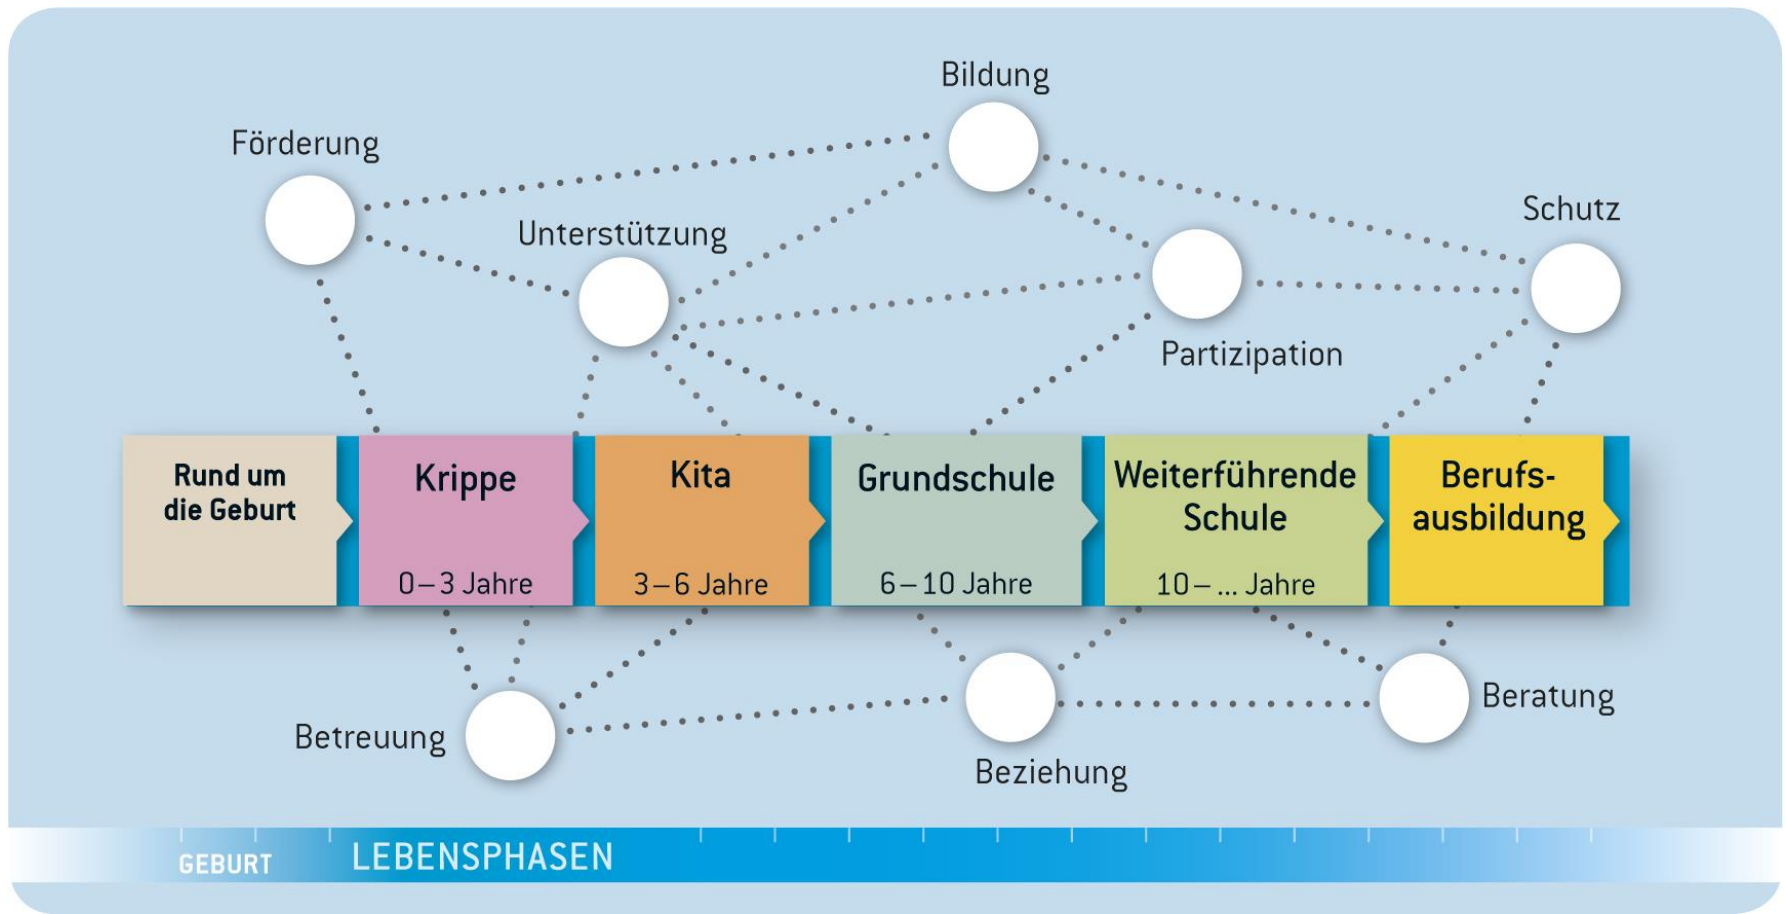 Bildung
Förderung
Schutz
Unterstützung
Partizipation
Rund um
die Geburt
Krippe
0–3 Jahre
Kita
3–6 Jahre
Grundschule
6–10 Jahre
Weiterführende
Schule
10–... Jahre
Berufs-
ausbildung
Betreuung
Beziehung
Beratung
GEBURT
LEBENSPHASEN